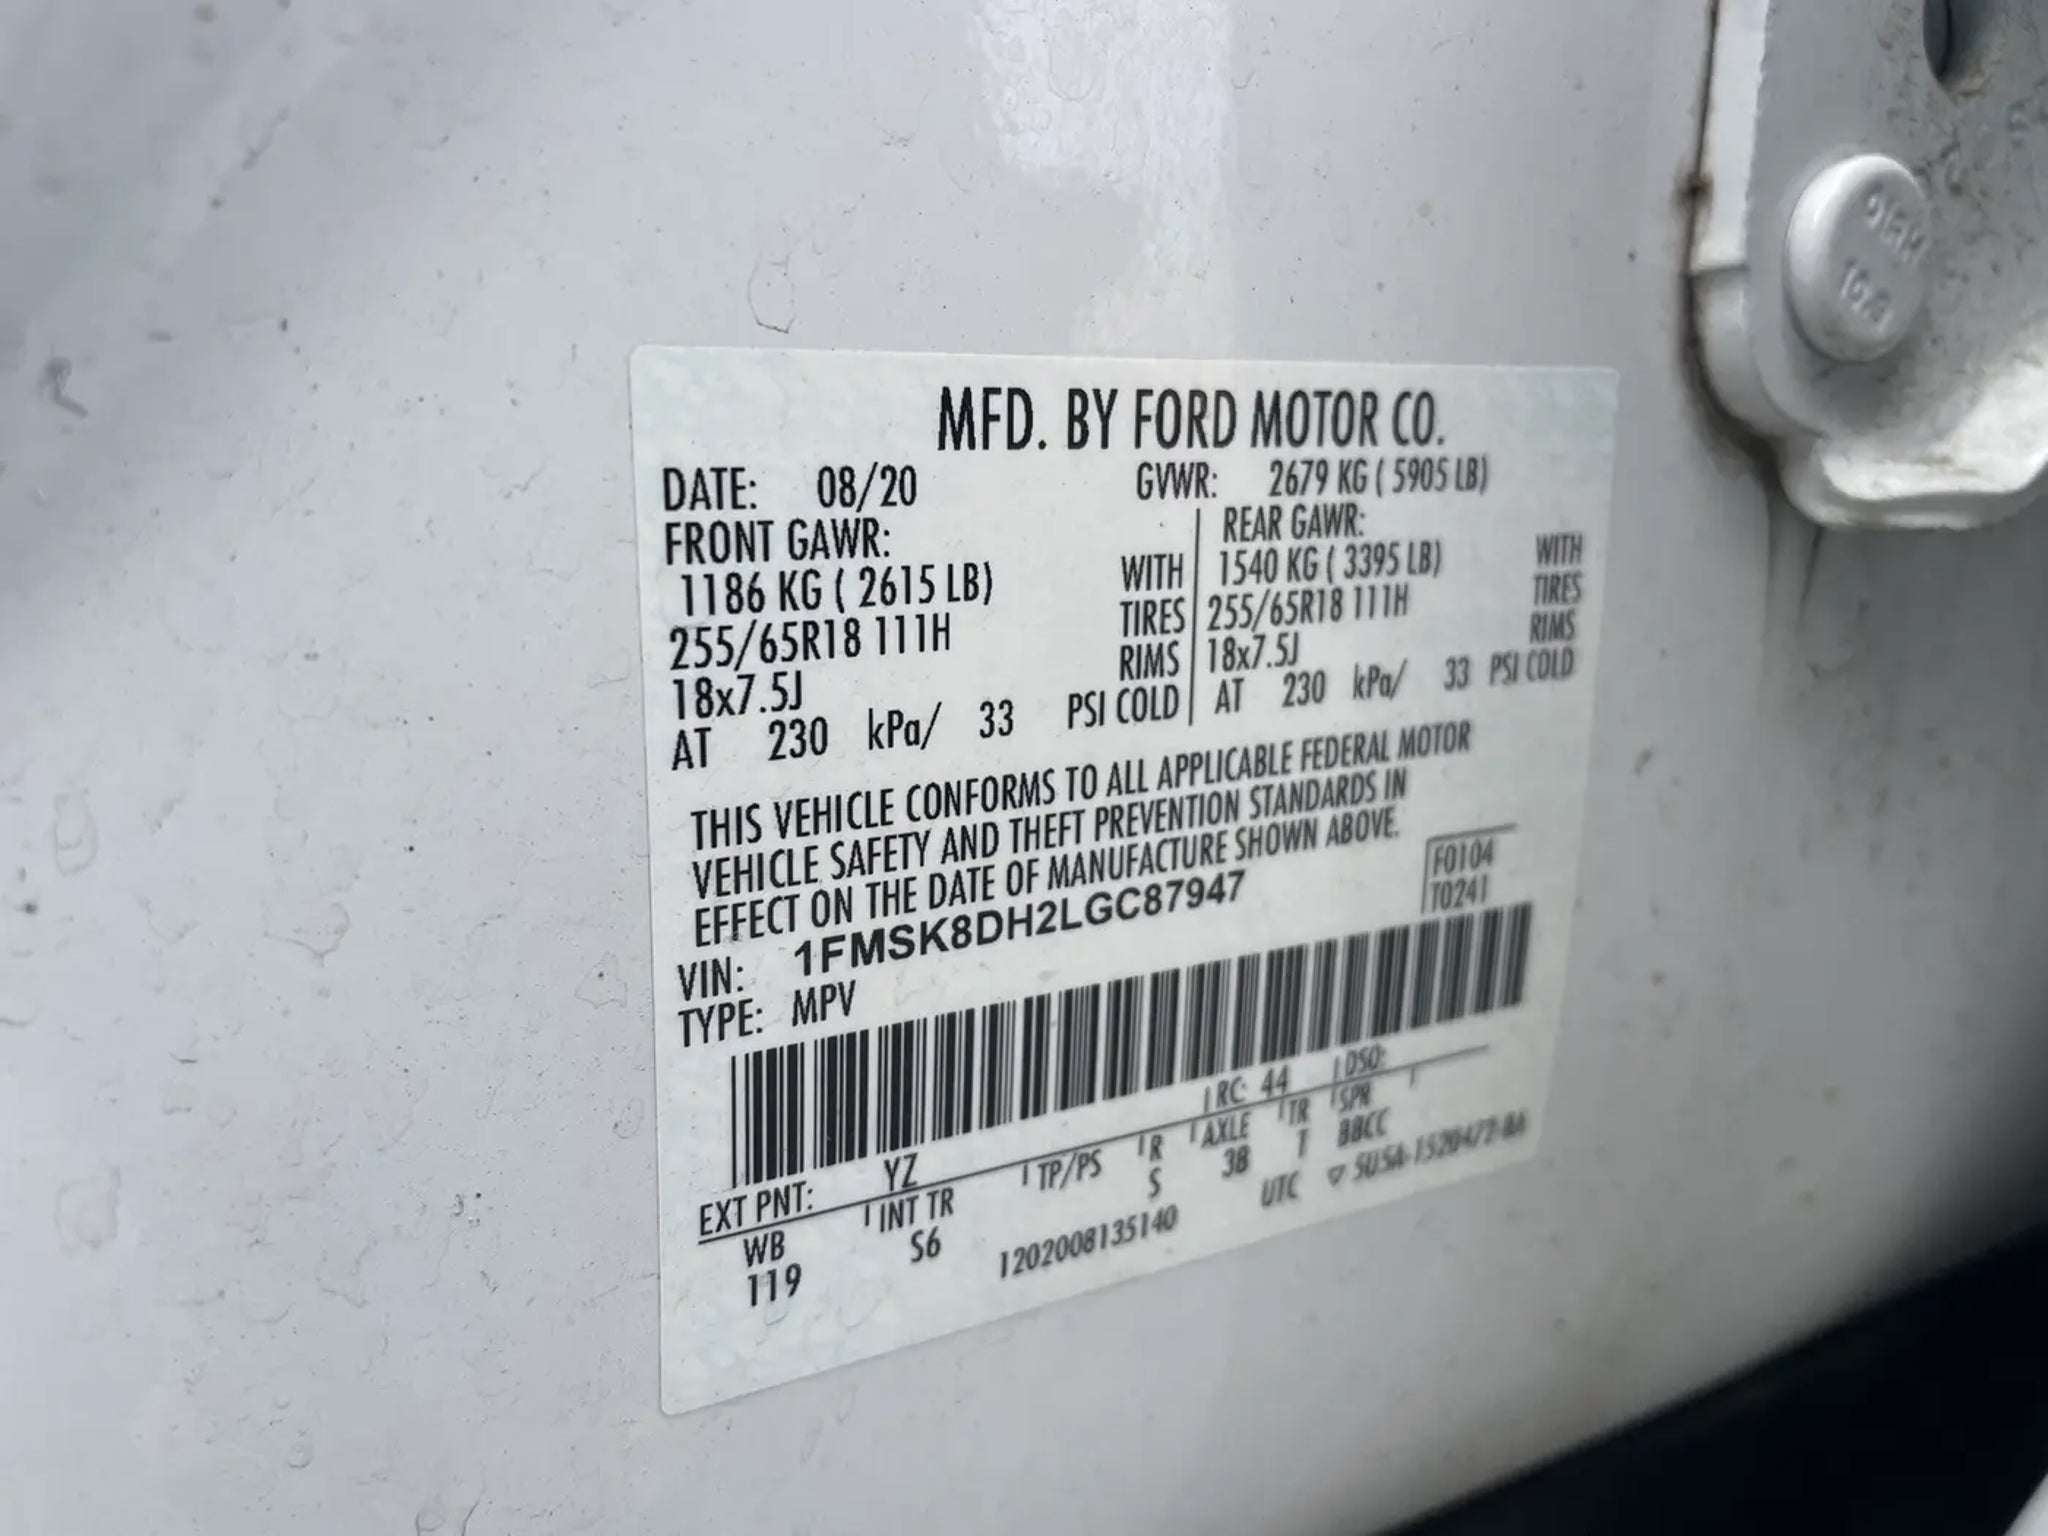 MFD. BY FORD MOTOR CO.
DATE: 08/20 GVWR: 2679 KG ( 5905 LB)
FRONT GAWR: REAR GAWR:
1186 KG ( 2615 LB) WITH 1540 KG ( 3395 LB) WITH
255/65R18 111H TIRES 255/65R18 111H TIRES
18x7.5J RIMS 18x7.5J RIMS
AT 230 kPa/ 33 PSI COLD AT 230 kPa/ 33 PSI COLD
THIS VEHICLE CONFORMS TO ALL APPLICABLE FEDERAL MOTOR
VEHICLE SAFETY AND THEFT PREVENTION STANDARDS IN
EFFECT ON THE DATE OF MANUFACTURE SHOWN ABOVE.
F0104
VIN: 1FMSK8DH2LGC87947 T0241
TYPE: MPV
EXT PNT: YZ RC: 44 DSO:
WB INT TR TP/PS R AXLE TR SPR
119 S6 S 38 T BBCC
1202008135140 UTC ▽ 5U5A-1520472-BA